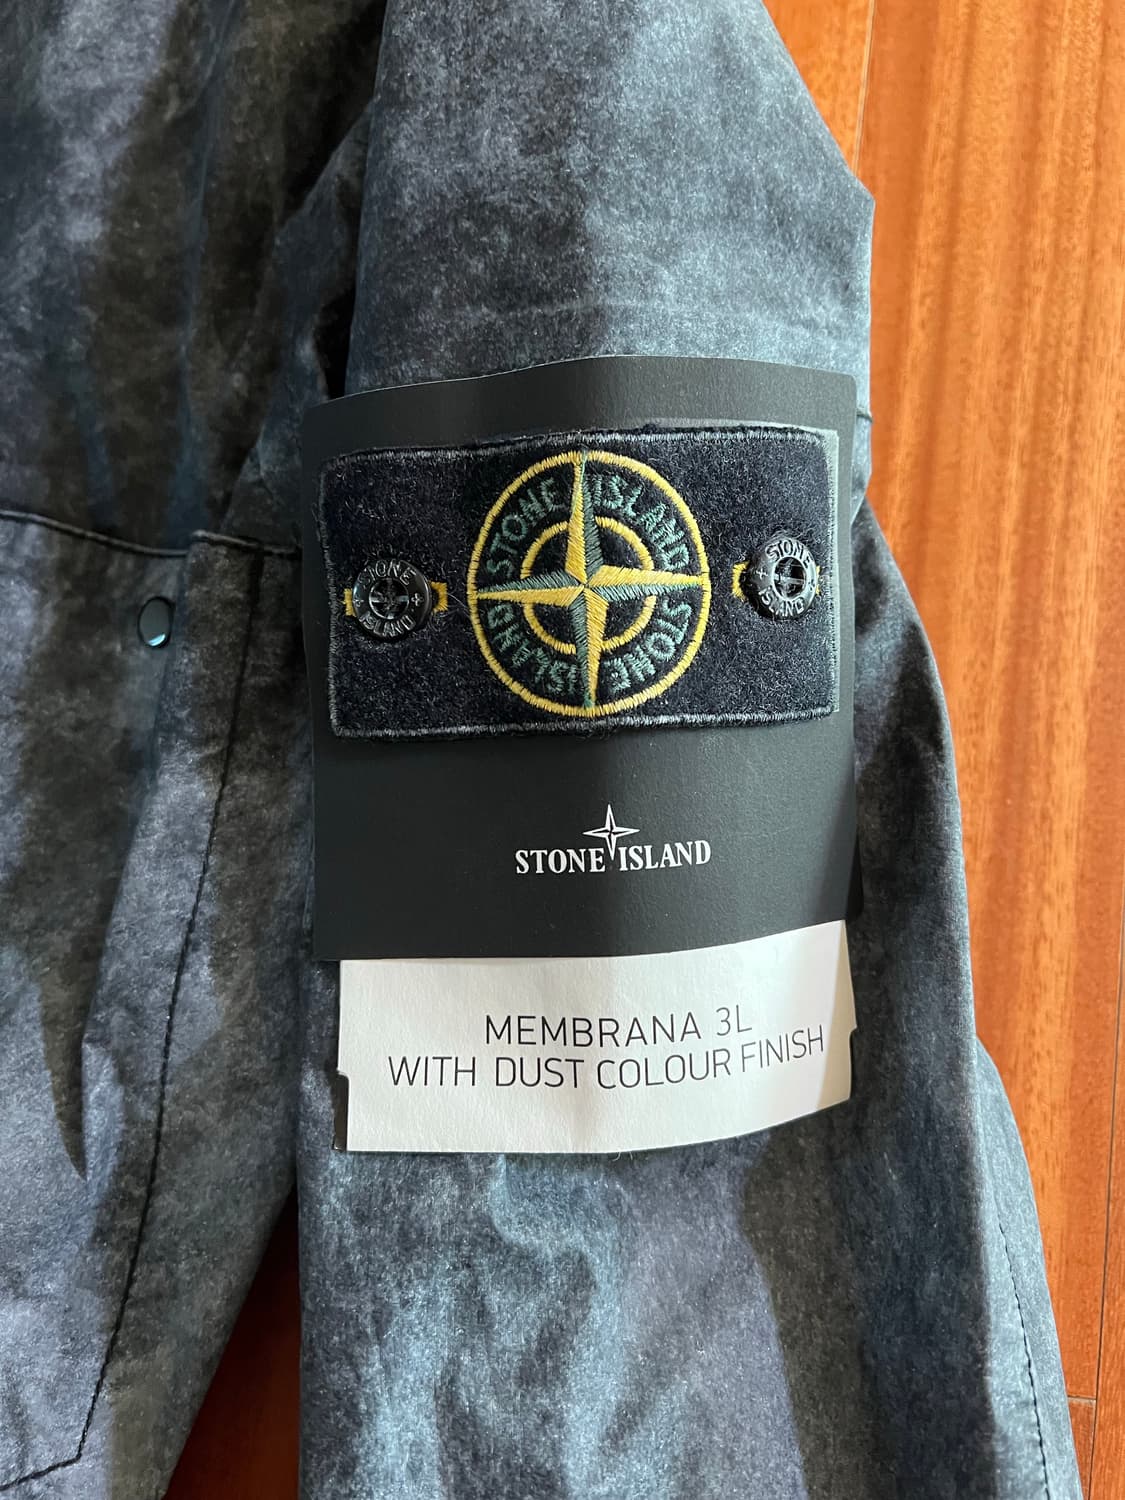 STONE ISLAND
STONE ISLAND
STONE
ISLAND
STONE
ISLAND
STONE ISLAND
MEMBRANA 3L
WITH DUST COLOUR FINISH